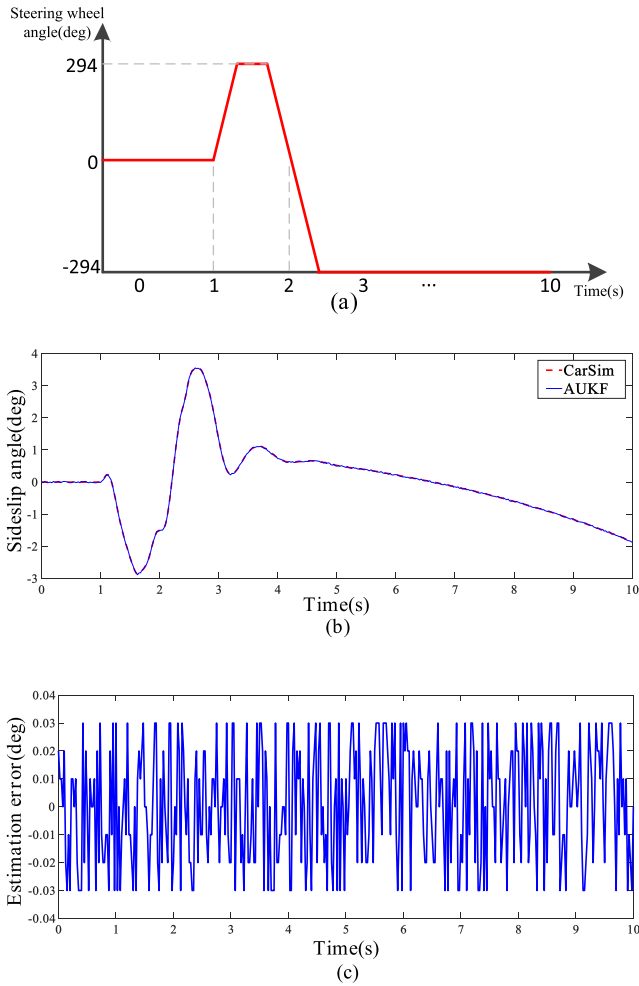 Steering wheel
angle(deg)
294
0
-294
0 1 2 3 ... 10
Time(s)
(a)
4
3
2
1
0
-1
-2
-3
Sideslip angle(deg)
CarSim
AUKF
0 1 2 3 4 5 6 7 8 9 10
Time(s)
(b)
0.04
0.03
0.02
0.01
0
-0.01
-0.02
-0.03
-0.04
Estimation error(deg)
0 1 2 3 4 5 6 7 8 9 10
Time(s)
(c)